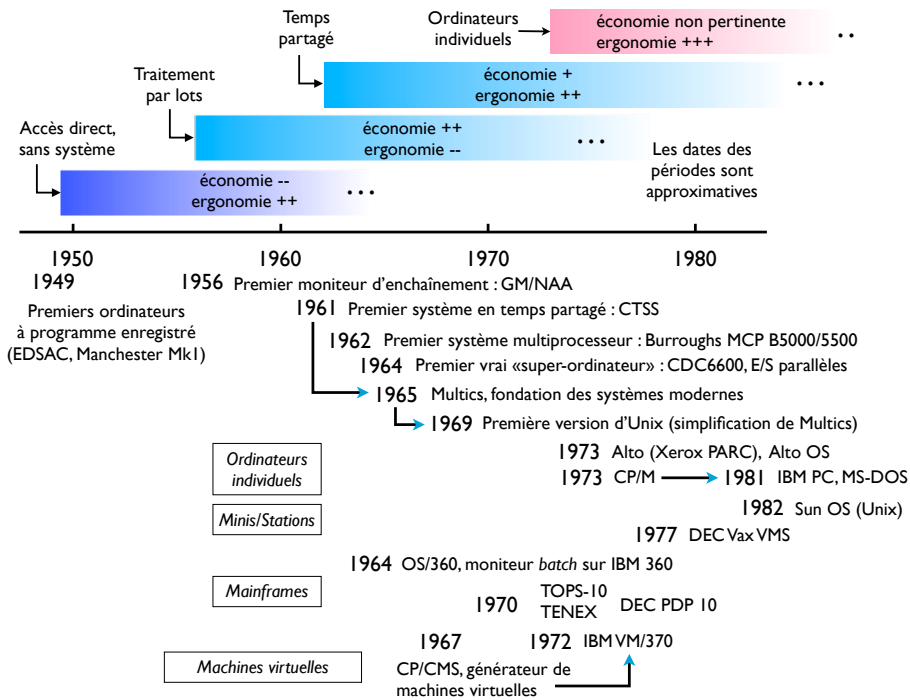 Temps
partagé
Ordinateurs
individuels
économie non pertinente
ergonomie +++
..
Traitement
par lots
économie +
ergonomie ++
...
Accès direct,
sans système
économie ++
ergonomie --
...
Les dates des
périodes sont
approximatives
économie --
ergonomie ++
...
1950
1960
1970
1980
1949
Premiers ordinateurs
à programme enregistré
(EDSAC, Manchester Mk1)
1956 Premier moniteur d'enchaînement : GM/NAA
1961 Premier système en temps partagé : CTSS
1962 Premier système multiprocesseur : Burroughs MCP B5000/5500
1964 Premier vrai «super-ordinateur» : CDC6600, E/S parallèles
1965 Multics, fondation des systèmes modernes
1969 Première version d'Unix (simplification de Multics)
Ordinateurs
individuels
1973 Alto (Xerox PARC), Alto OS
1973 CP/M 1981 IBM PC, MS-DOS
1982 Sun OS (Unix)
Minis/Stations
1977 DEC Vax VMS
1964 OS/360, moniteur batch sur IBM 360
Mainframes
1970 TOPS-10
TENEX
DEC PDP 10
1967
1972 IBM VM/370
Machines virtuelles
CP/CMS, générateur de
machines virtuelles